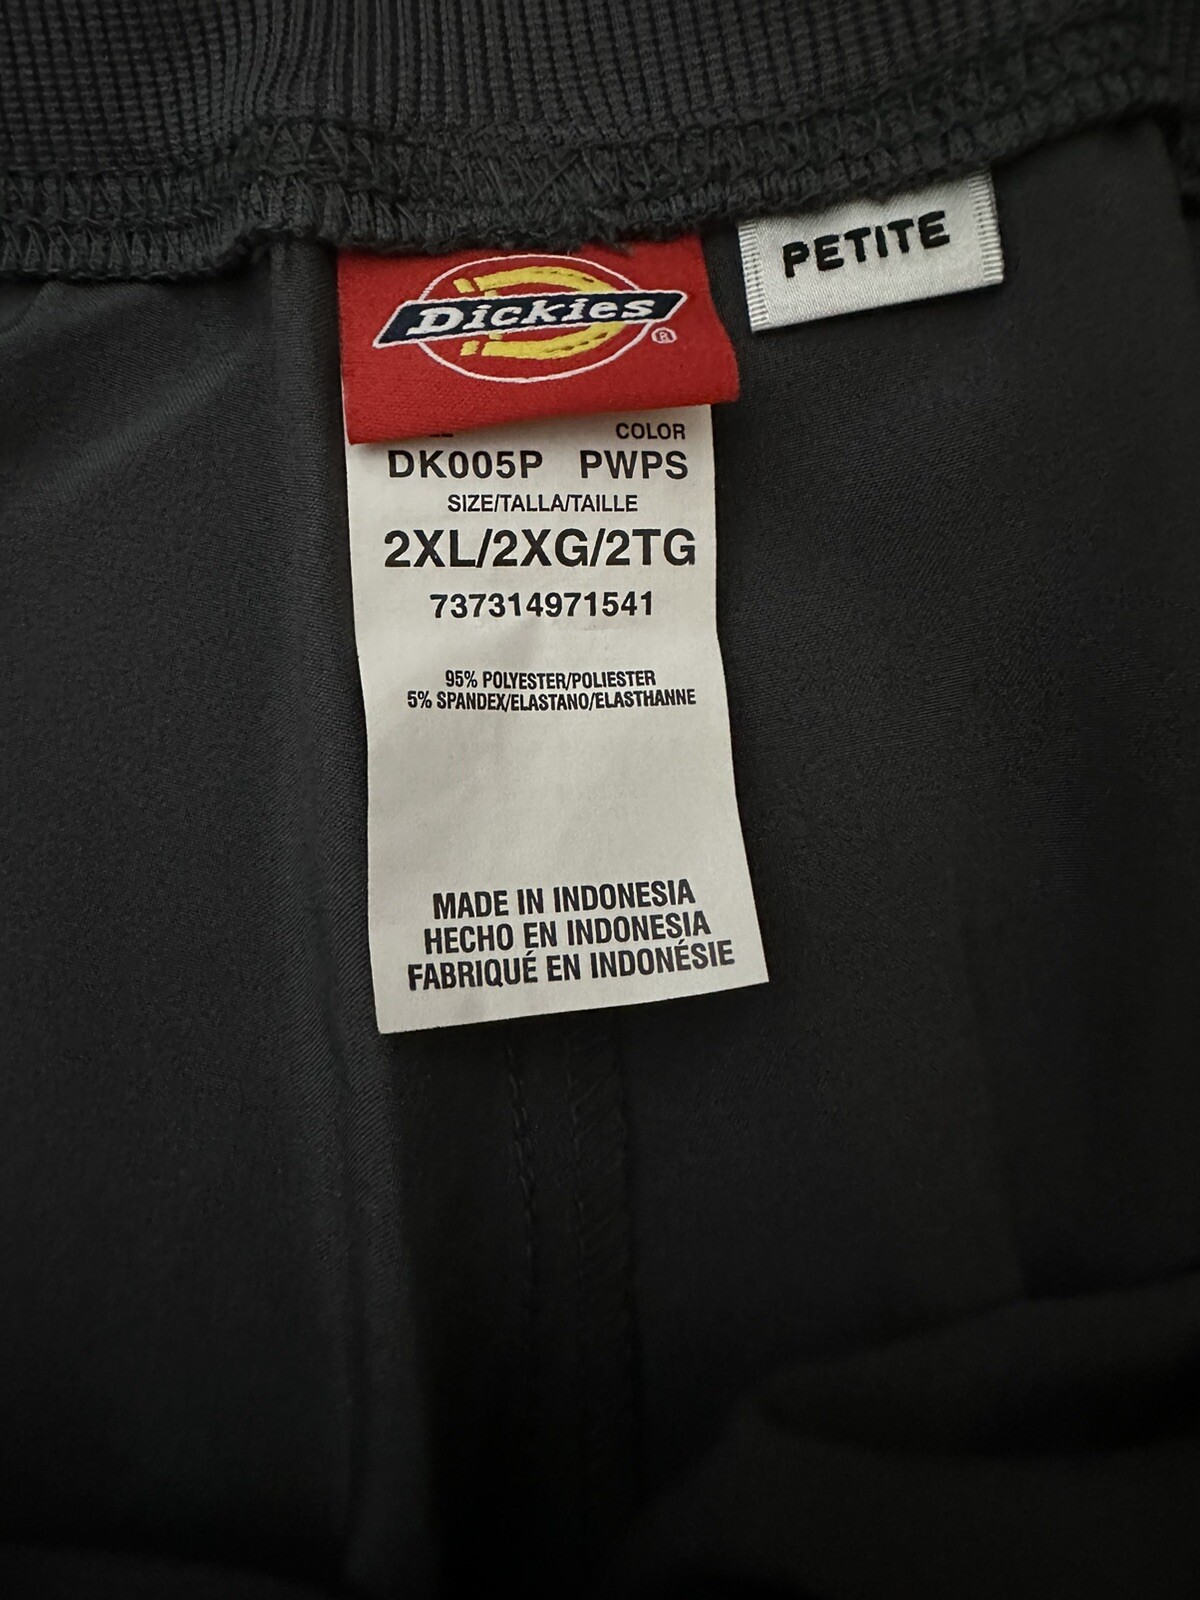 PETITE
Dickies
®
COLOR
DK005P PWPS
SIZE/TALLA/TAILLE
2XL/2XG/2TG
737314971541
95% POLYESTER/POLIESTER
5% SPANDEX/ELASTANO/ELASTHANNE
MADE IN INDONESIA
HECHO EN INDONESIA
FABRIQUÉ EN INDONÉSIE